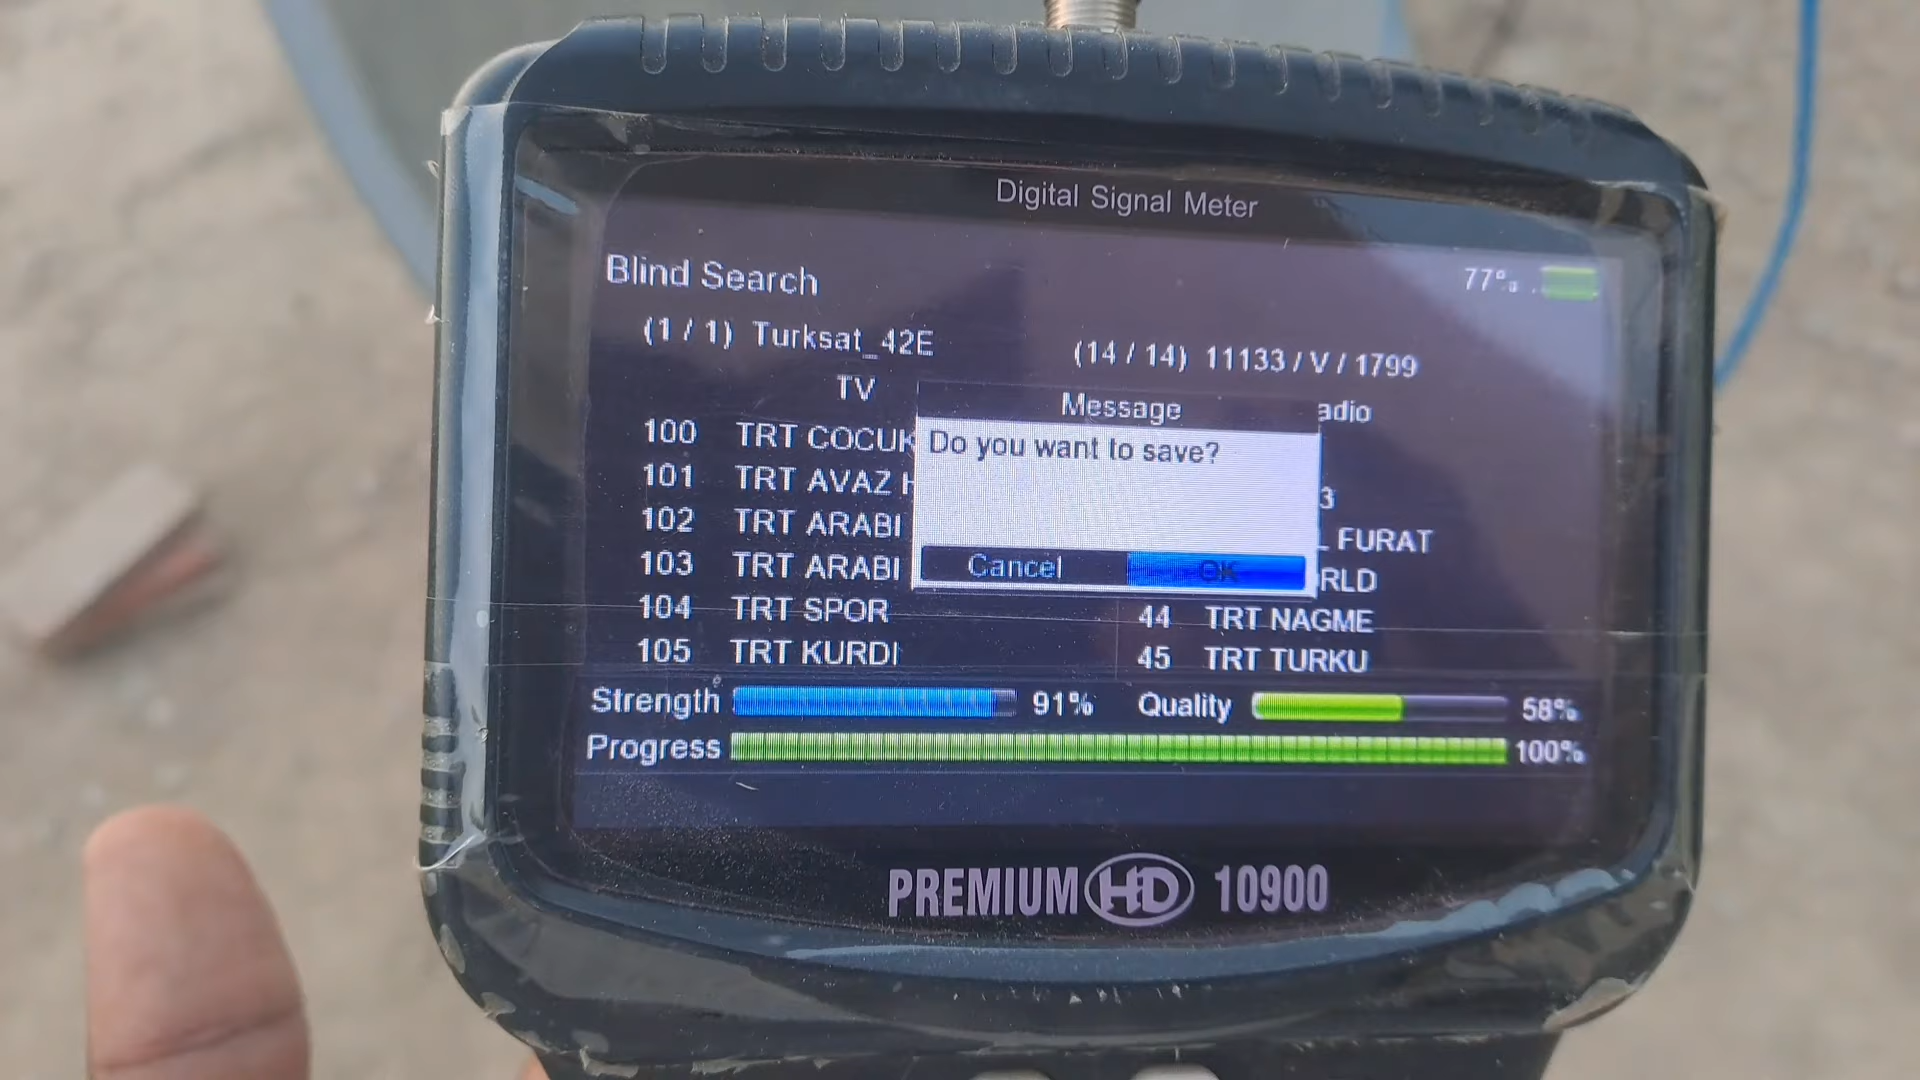 Digital Signal Meter
Blind Search 77%
(1 / 1) Turksat_42E (14 / 14) 11133 / V / 1799
TV adio
Message
Do you want to save?
Cancel OK
100 TRT COCUK
101 TRT AVAZ H 3
102 TRT ARABI L FURAT
103 TRT ARABI RLD
104 TRT SPOR 44 TRT NAGME
105 TRT KURDI 45 TRT TURKU
Strength 91% Quality 58%
Progress 100%
PREMIUM HD 10900